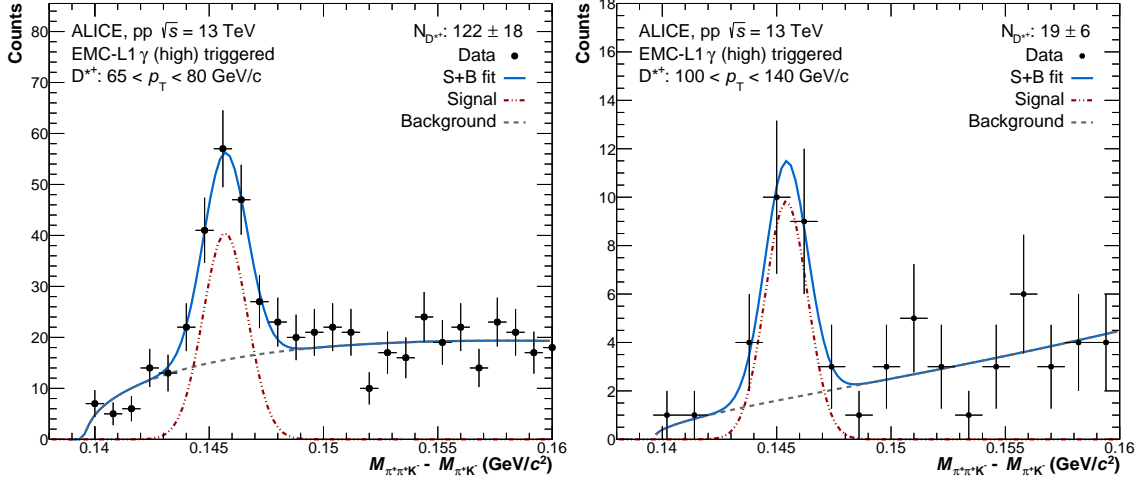 Counts
80
70
60
50
40
30
20
10
0
ALICE, pp √s = 13 TeV
EMC-L1 γ (high) triggered
D*+: 65 < pT < 80 GeV/c
ND*+: 122 ± 18
Data
S+B fit
Signal
Background
0.14
0.145
0.15
0.155
0.16
Mπ+π+K- - Mπ+K- (GeV/c2)
Counts
18
16
14
12
10
8
6
4
2
0
ALICE, pp √s = 13 TeV
EMC-L1 γ (high) triggered
D*+: 100 < pT < 140 GeV/c
ND*+: 19 ± 6
Data
S+B fit
Signal
Background
0.14
0.145
0.15
0.155
0.16
Mπ+π+K- - Mπ+K- (GeV/c2)